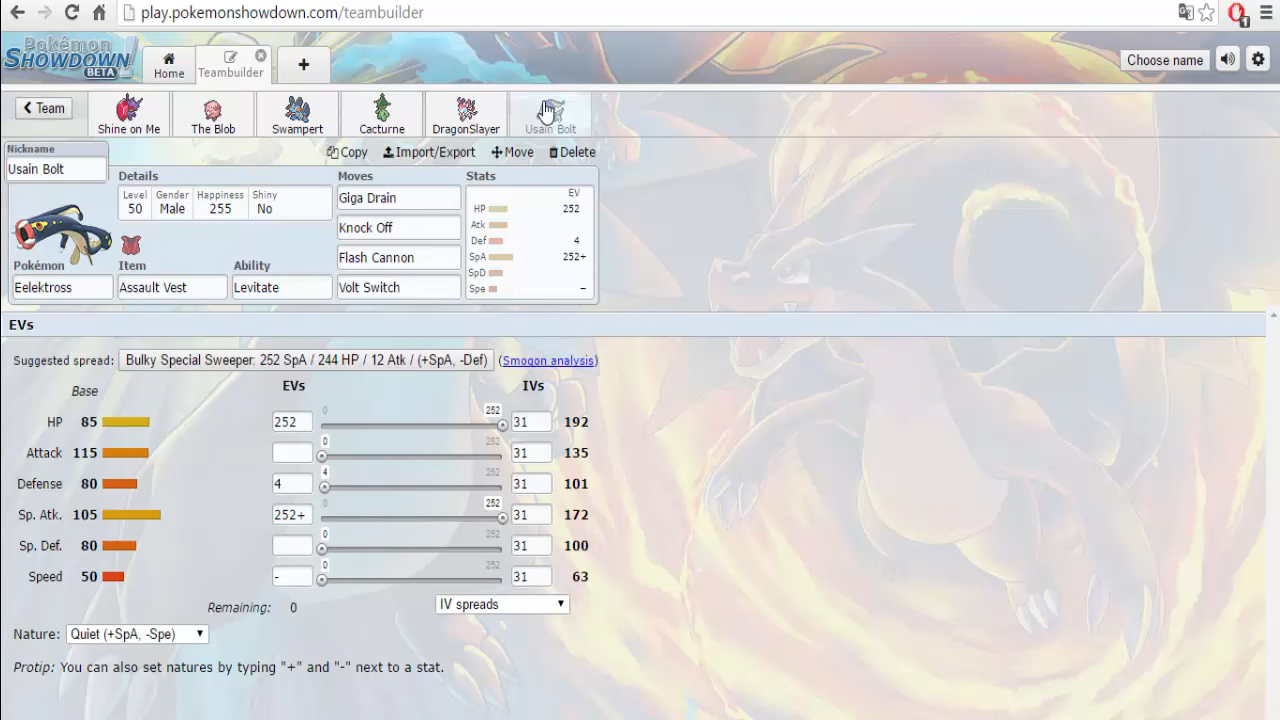 play.pokemonshowdown.com/teambuilder
1
Pokémon
SHOWDOWN
BETA
Home
Teambuilder
+
Choose name
Team
Shine on Me
The Blob
Swampert
Cacturne
DragonSlayer
Usain Bolt
Nickname
Usain Bolt
Copy Import/Export Move Delete
Details Moves Stats
Level Gender Happiness Shiny
50 Male 255 No
Giga Drain
Knock Off
Flash Cannon
Volt Switch
EV
HP 252
Atk
Def 4
SpA 252+
SpD
Spe –
Pokémon Item Ability
Eelektross Assault Vest Levitate
EVs
Suggested spread: Bulky Special Sweeper: 252 SpA / 244 HP / 12 Atk / (+SpA, -Def) (Smogon analysis)
Base EVs IVs
HP 85 252 0 252 31 192
Attack 115 0 252 31 135
Defense 80 4 4 252 31 101
Sp. Atk. 105 252+ 0 252 31 172
Sp. Def. 80 0 252 31 100
Speed 50 - 0 252 31 63
Remaining: 0 IV spreads
Nature: Quiet (+SpA, -Spe)
Protip: You can also set natures by typing "+" and "-" next to a stat.